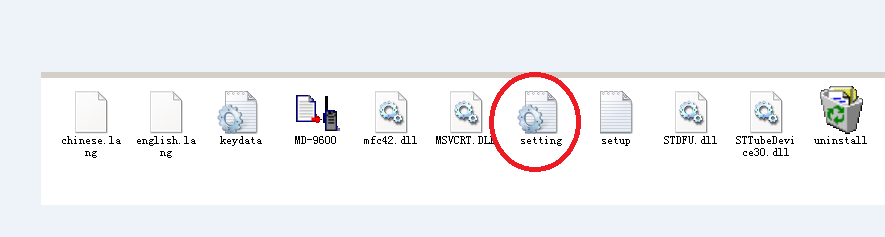 chinese.la
ng
english.la
ng
keydata
MD-9600
mfc42.dll
MSVCRT.DLL
setting
setup
STDFU.dll
STTubeDevi
ce30.dll
uninstall